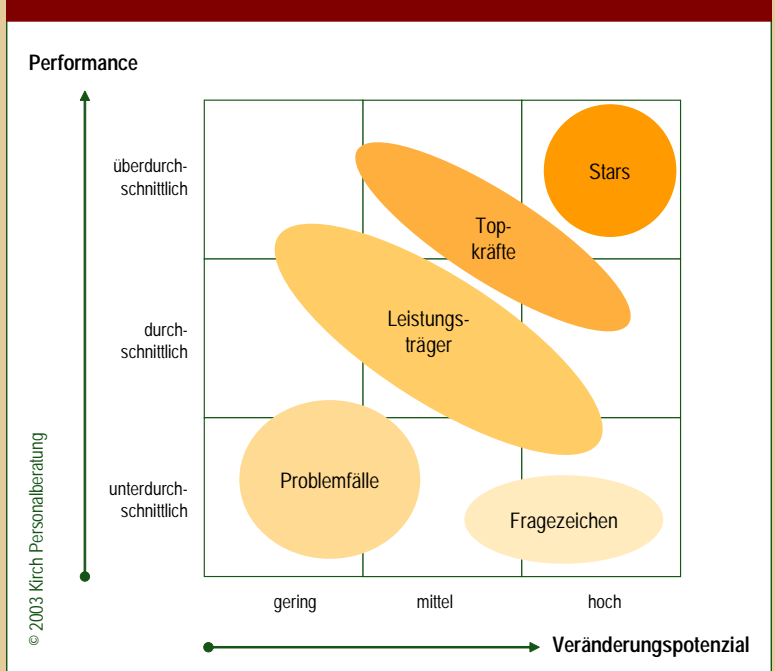 Performance
überdurch-
schnittlich
Stars
Top-
kräfte
durch-
schnittlich
Leistungs-
träger
unterdurch-
schnittlich
Problemfälle
Fragezeichen
gering mittel hoch
Veränderungspotenzial
© 2003 Kirch Personalberatung